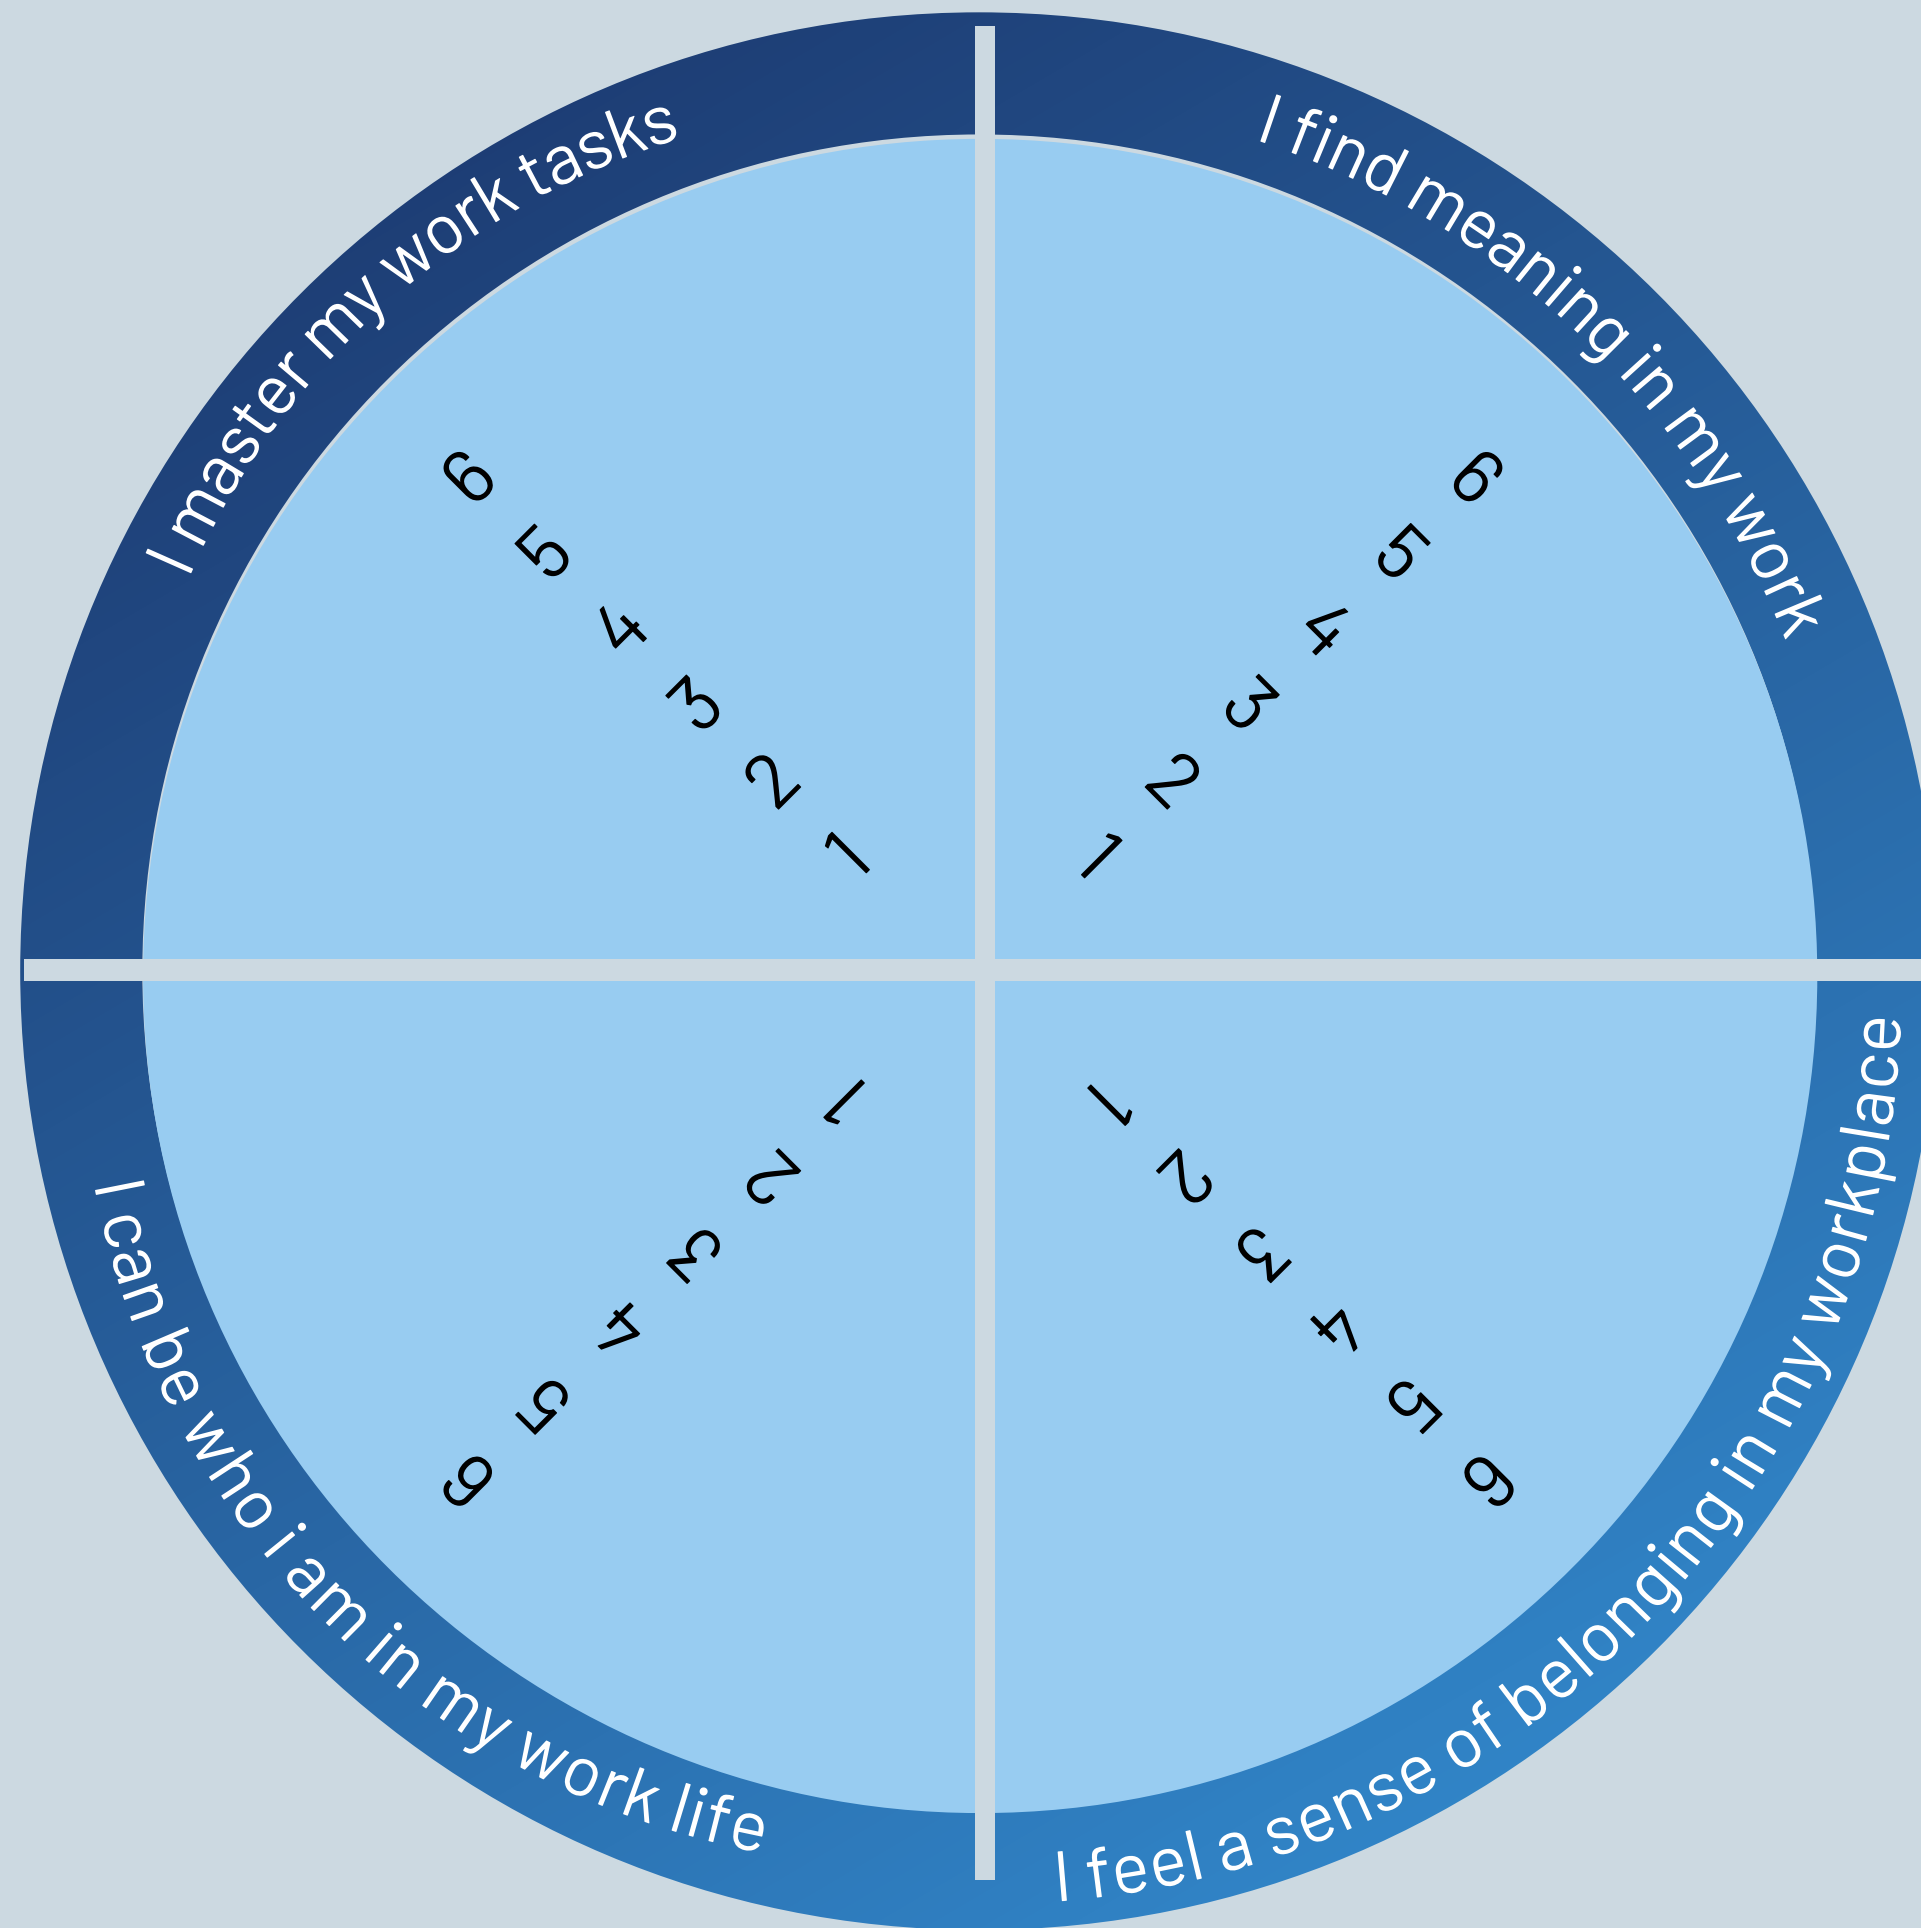 I master my work tasks
I find meaning in my work
6 5 4 3 2 1
1 2 3 4 5 6
1 2 3 4 5 6
1 2 3 4 5 6
I can be who i am in my work life
I feel a sense of belonging in my workplace